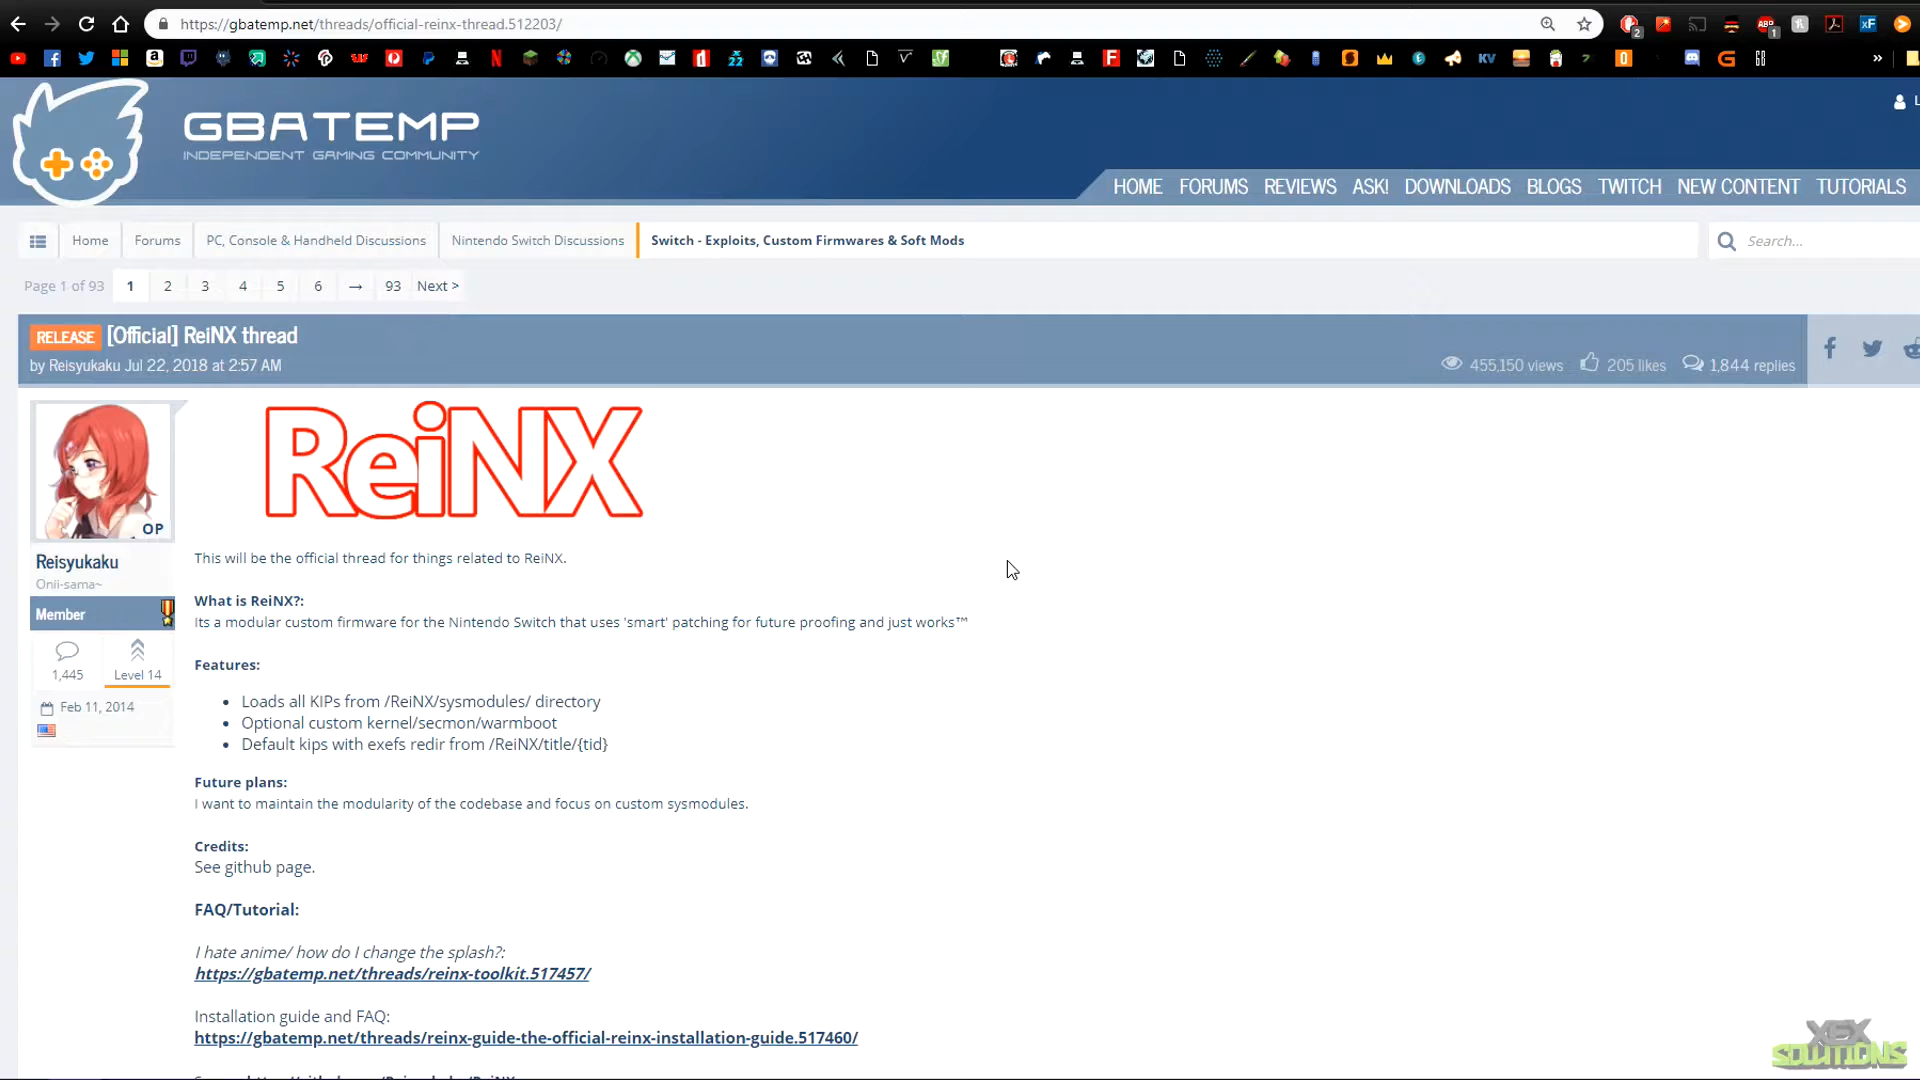 https://gbatemp.net/threads/official-reinx-thread.512203/
GBATEMP
INDEPENDENT GAMING COMMUNITY
HOME FORUMS REVIEWS ASK! DOWNLOADS BLOGS TWITCH NEW CONTENT TUTORIALS
Home Forums PC, Console & Handheld Discussions Nintendo Switch Discussions Switch - Exploits, Custom Firmwares & Soft Mods
Search...
Page 1 of 93 1 2 3 4 5 6 → 93 Next >
RELEASE [Official] ReiNX thread
by Reisyukaku Jul 22, 2018 at 2:57 AM
455,150 views 205 likes 1,844 replies
ReiNX
OP
Reisyukaku
Onii-sama~
Member
1,445 Level 14
Feb 11, 2014
This will be the official thread for things related to ReiNX.
What is ReiNX?:
Its a modular custom firmware for the Nintendo Switch that uses 'smart' patching for future proofing and just works™
Features:
• Loads all KIPs from /ReiNX/sysmodules/ directory
• Optional custom kernel/secmon/warmboot
• Default kips with exefs redir from /ReiNX/title/{tid}
Future plans:
I want to maintain the modularity of the codebase and focus on custom sysmodules.
Credits:
See github page.
FAQ/Tutorial:
I hate anime/ how do I change the splash?:
https://gbatemp.net/threads/reinx-toolkit.517457/
Installation guide and FAQ:
https://gbatemp.net/threads/reinx-guide-the-official-reinx-installation-guide.517460/
XEX
SOLUTIONS